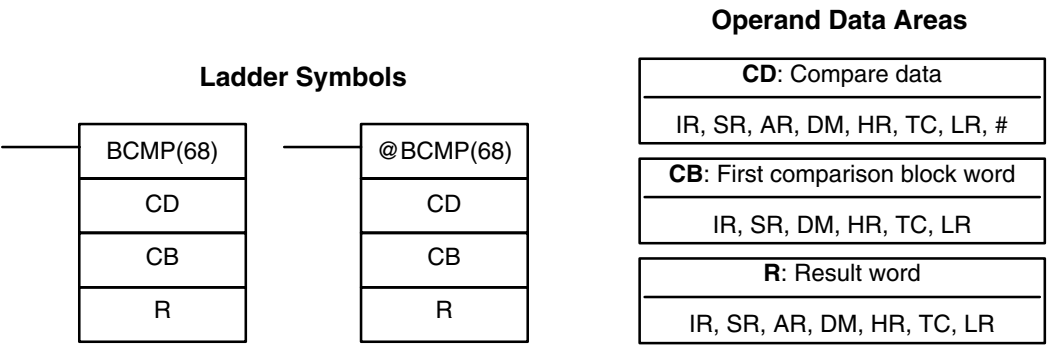 Ladder Symbols
BCMP(68)
CD
CB
R
@BCMP(68)
CD
CB
R
Operand Data Areas
CD: Compare data
IR, SR, AR, DM, HR, TC, LR, #
CB: First comparison block word
IR, SR, DM, HR, TC, LR
R: Result word
IR, SR, AR, DM, HR, TC, LR